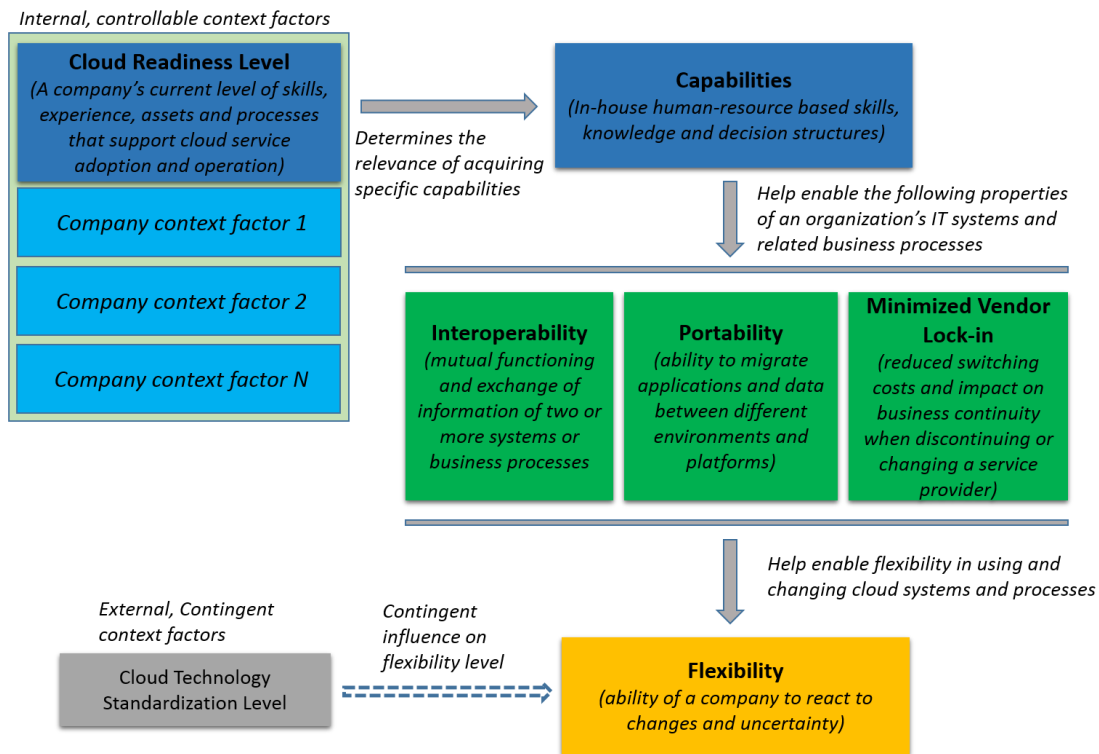 Internal, controllable context factors
Cloud Readiness Level
(A company's current level of skills,
experience, assets and processes
that support cloud service
adoption and operation)
Company context factor 1
Company context factor 2
Company context factor N
Determines the
relevance of acquiring
specific capabilities
Capabilities
(In-house human-resource based skills,
knowledge and decision structures)
Help enable the following properties
of an organization's IT systems and
related business processes
Interoperability
(mutual functioning
and exchange of
information of two or
more systems or
business processes
Portability
(ability to migrate
applications and data
between different
environments and
platforms)
Minimized Vendor
Lock-in
(reduced switching
costs and impact on
business continuity
when discontinuing or
changing a service
provider)
Help enable flexibility in using and
changing cloud systems and processes
External, Contingent
context factors
Cloud Technology
Standardization Level
Contingent
influence on
flexibility level
Flexibility
(ability of a company to react to
changes and uncertainty)